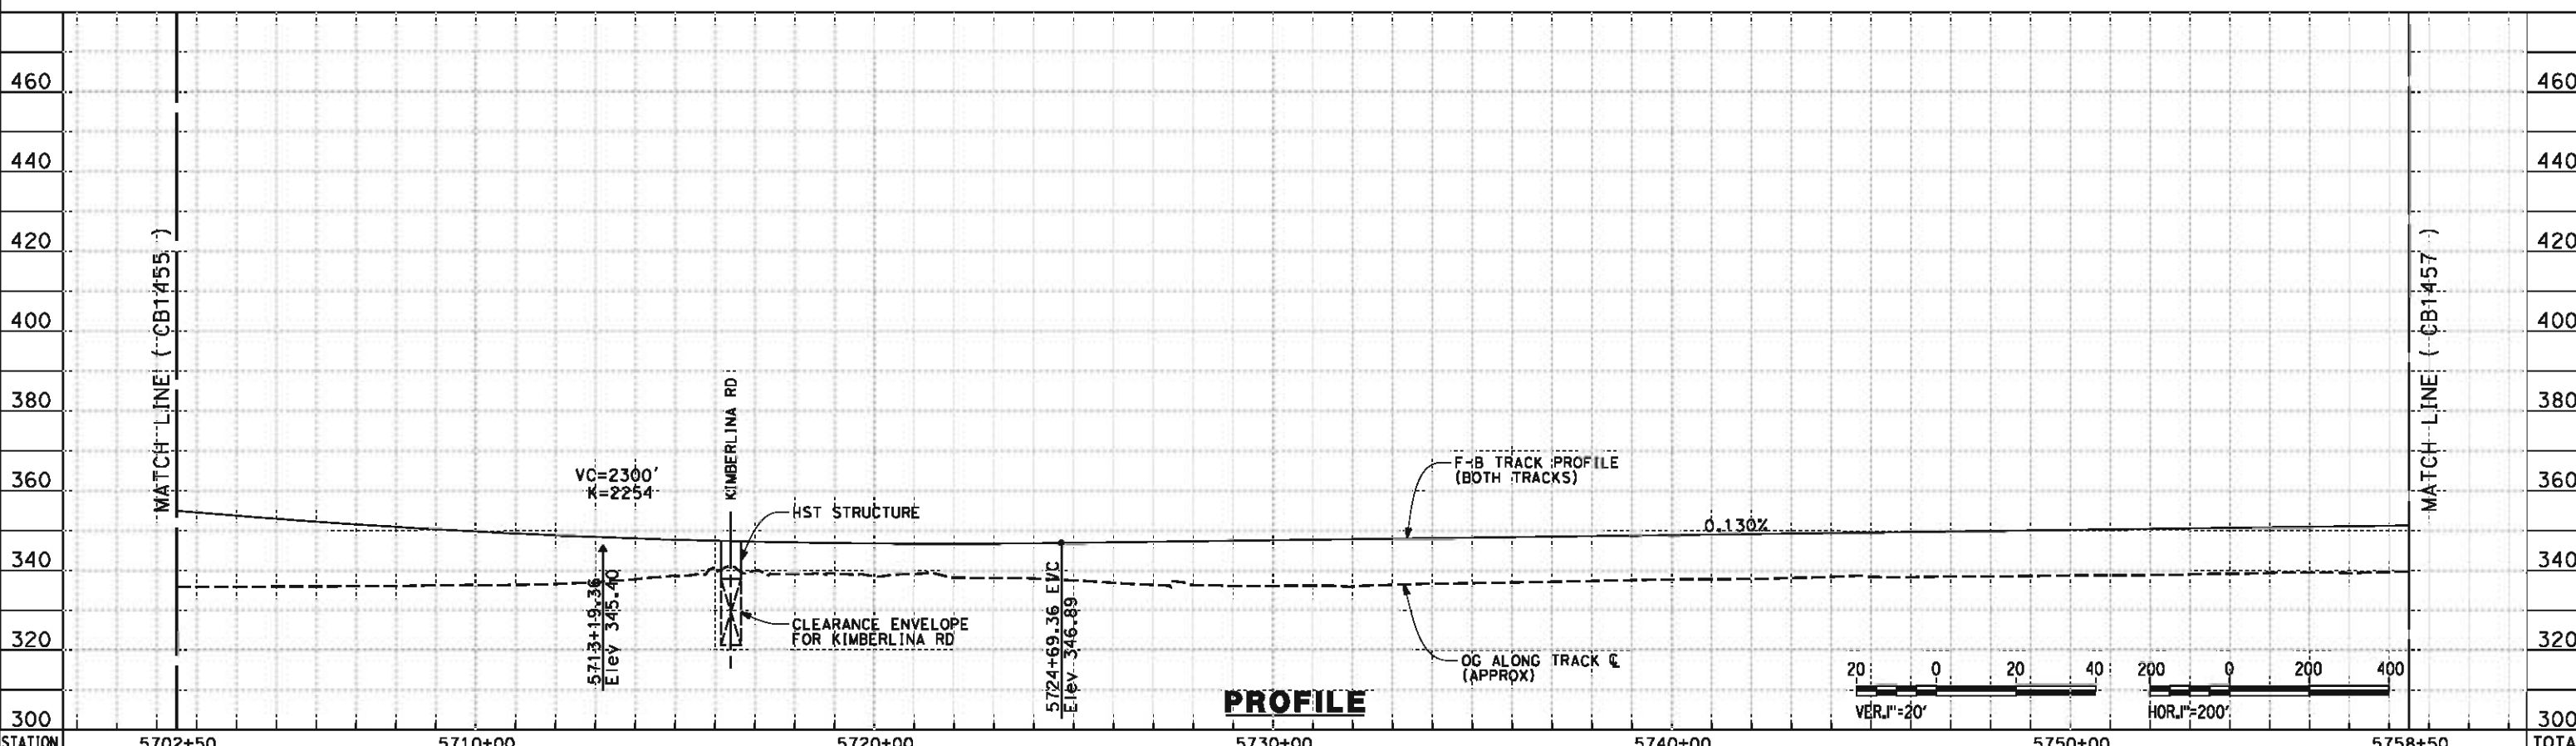 460
440
420
400
380
360
340
320
300
MATCH LINE ( CB1455 )
VC=2300'
K=2254
5713+19.36
Elev 345.40
KIMBERLINA RD
HST STRUCTURE
CLEARANCE ENVELOPE
FOR KIMBERLINA RD
5724+69.36 EVC
Elev 346.89
PROFILE
F-B TRACK PROFILE
(BOTH TRACKS)
OG ALONG TRACK ℄
(APPROX)
0.130%
20 0 20 40
VER.1"=20'
200 0 200 400
HOR.1"=200'
MATCH LINE ( CB1457 )
460
440
420
400
380
360
340
320
300
STATION 5702+50 5710+00 5720+00 5730+00 5740+00 5750+00 5758+50 TOTA